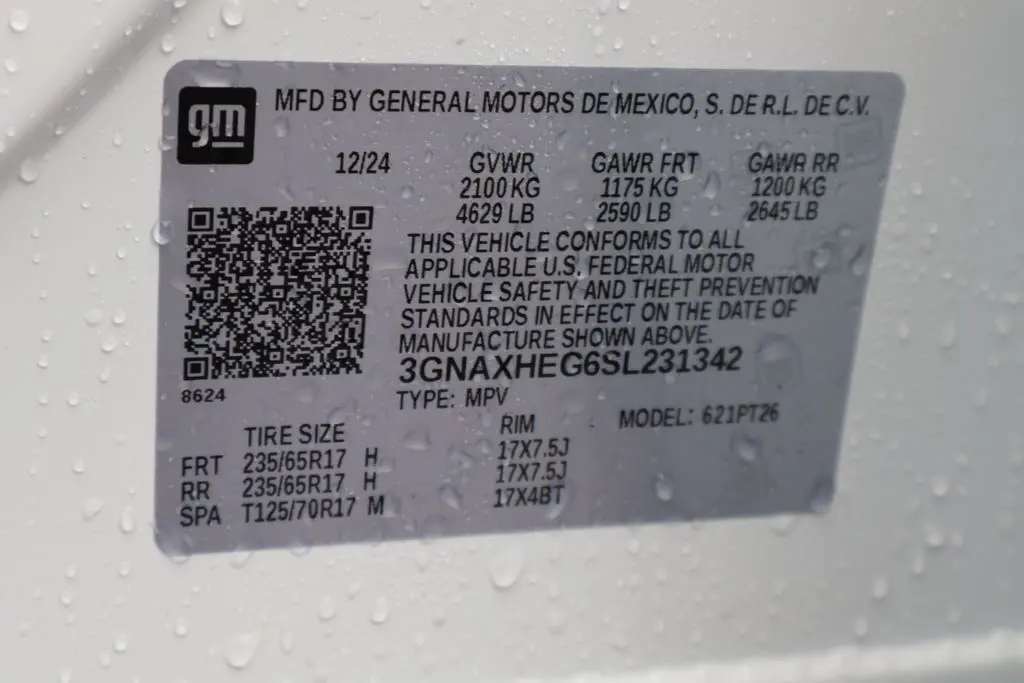 gm MFD BY GENERAL MOTORS DE MEXICO, S. DE R.L. DE C.V.
12/24 GVWR GAWR FRT GAWR RR
2100 KG 1175 KG 1200 KG
4629 LB 2590 LB 2645 LB
THIS VEHICLE CONFORMS TO ALL
APPLICABLE U.S. FEDERAL MOTOR
VEHICLE SAFETY AND THEFT PREVENTION
STANDARDS IN EFFECT ON THE DATE OF
MANUFACTURE SHOWN ABOVE.
3GNAXHEG6SL231342
8624 TYPE: MPV MODEL: 621PT26
TIRE SIZE RIM
FRT 235/65R17 H 17X7.5J
RR 235/65R17 H 17X7.5J
SPA T125/70R17 M 17X4BT